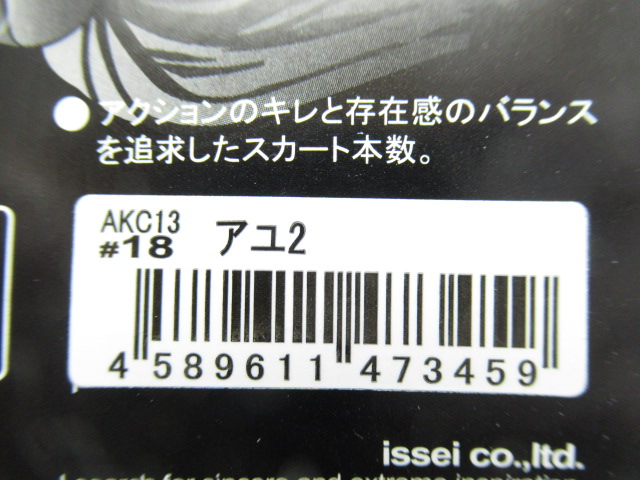 ●アクションのキレと存在感のバランス
を追求したスカート本数。
AKC13
#18 アユ2
4 589611 473459
issei co.,ltd.